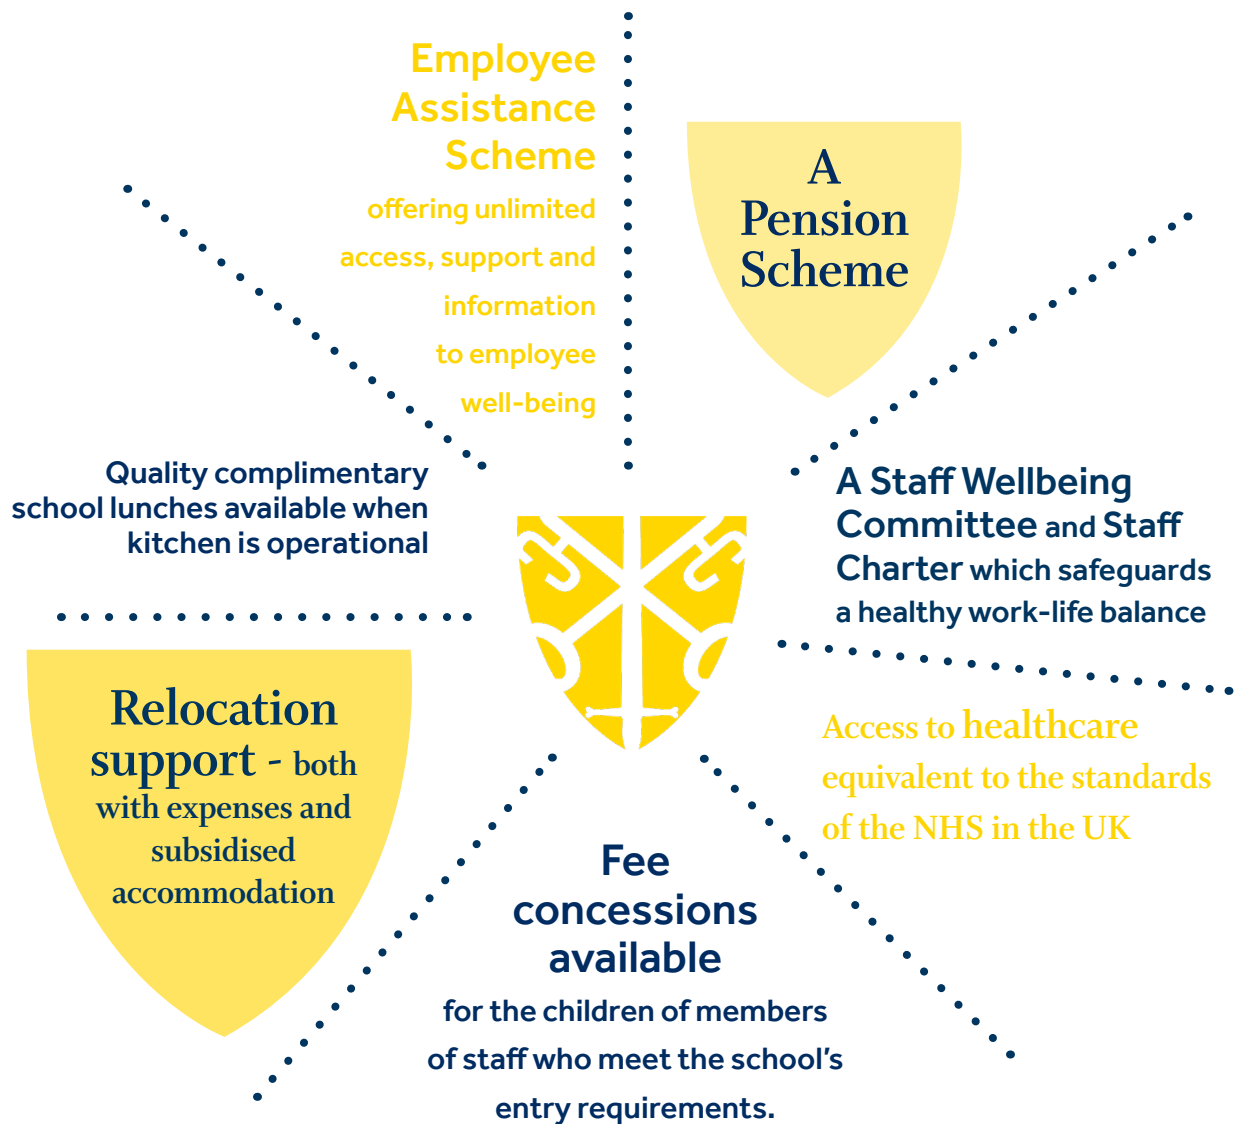 Employee
Assistance
Scheme
offering unlimited
access, support and
information
to employee
well-being
A
Pension
Scheme
Quality complimentary
school lunches available when
kitchen is operational
A Staff Wellbeing
Committee and Staff
Charter which safeguards
a healthy work-life balance
Relocation
support - both
with expenses and
subsidised
accommodation
Access to healthcare
equivalent to the standards
of the NHS in the UK
Fee
concessions
available
for the children of members
of staff who meet the school’s
entry requirements.